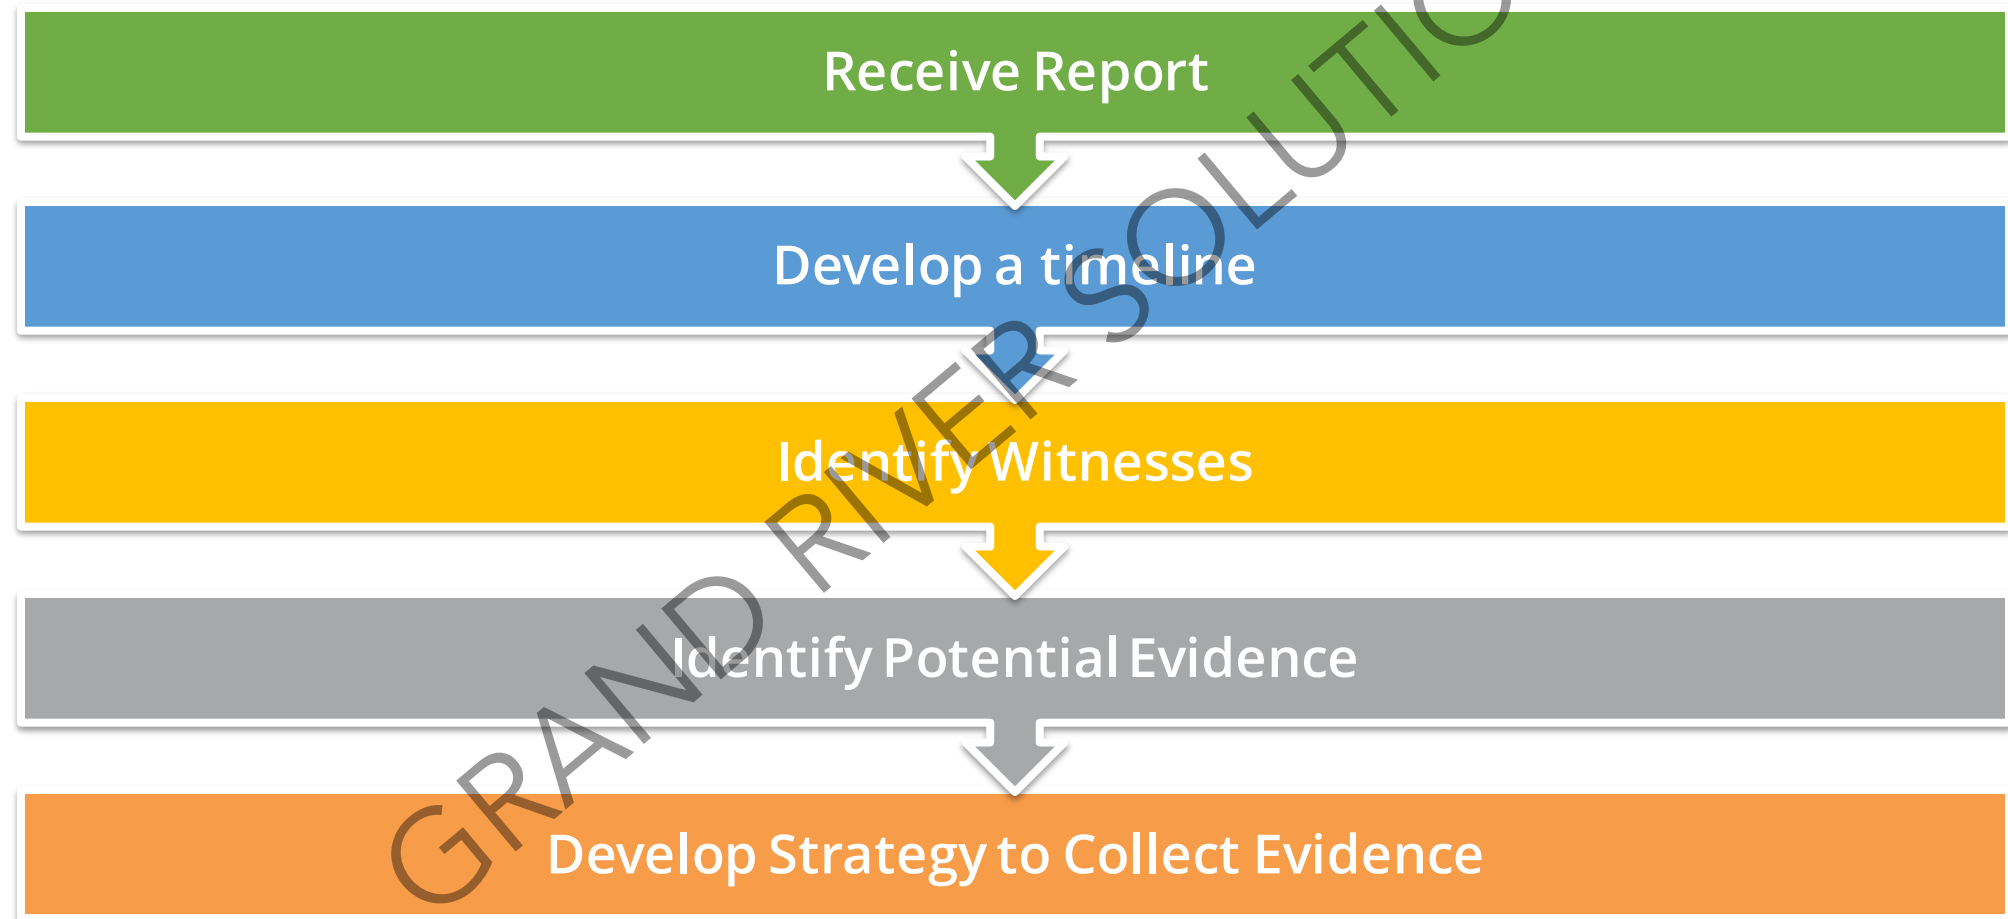 Receive Report
Develop a timeline
Identify Witnesses
Identify Potential Evidence
Develop Strategy to Collect Evidence
GRAND RIVER SOLUTIO